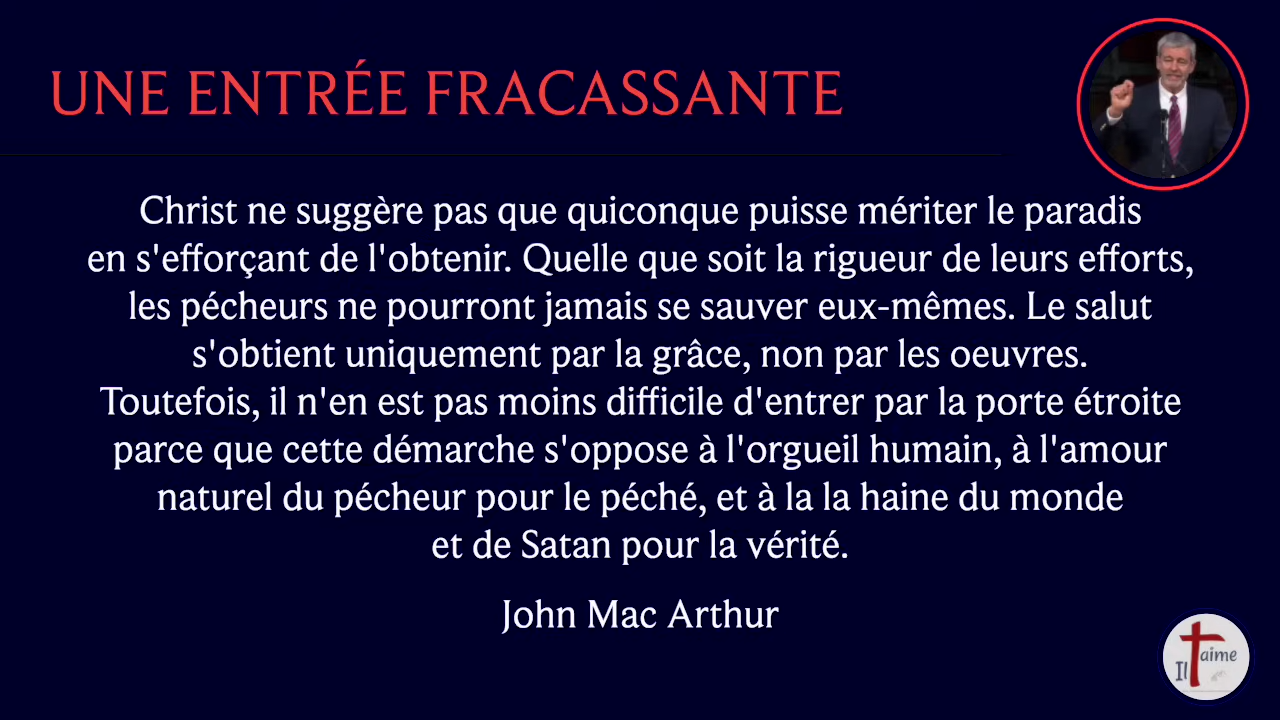 UNE ENTRÉE FRACASSANTE
Christ ne suggère pas que quiconque puisse mériter le paradis
en s'efforçant de l'obtenir. Quelle que soit la rigueur de leurs efforts,
les pécheurs ne pourront jamais se sauver eux-mêmes. Le salut
s'obtient uniquement par la grâce, non par les oeuvres.
Toutefois, il n'en est pas moins difficile d'entrer par la porte étroite
parce que cette démarche s'oppose à l'orgueil humain, à l'amour
naturel du pécheur pour le péché, et à la la haine du monde
et de Satan pour la vérité.
John Mac Arthur
Il t'aime